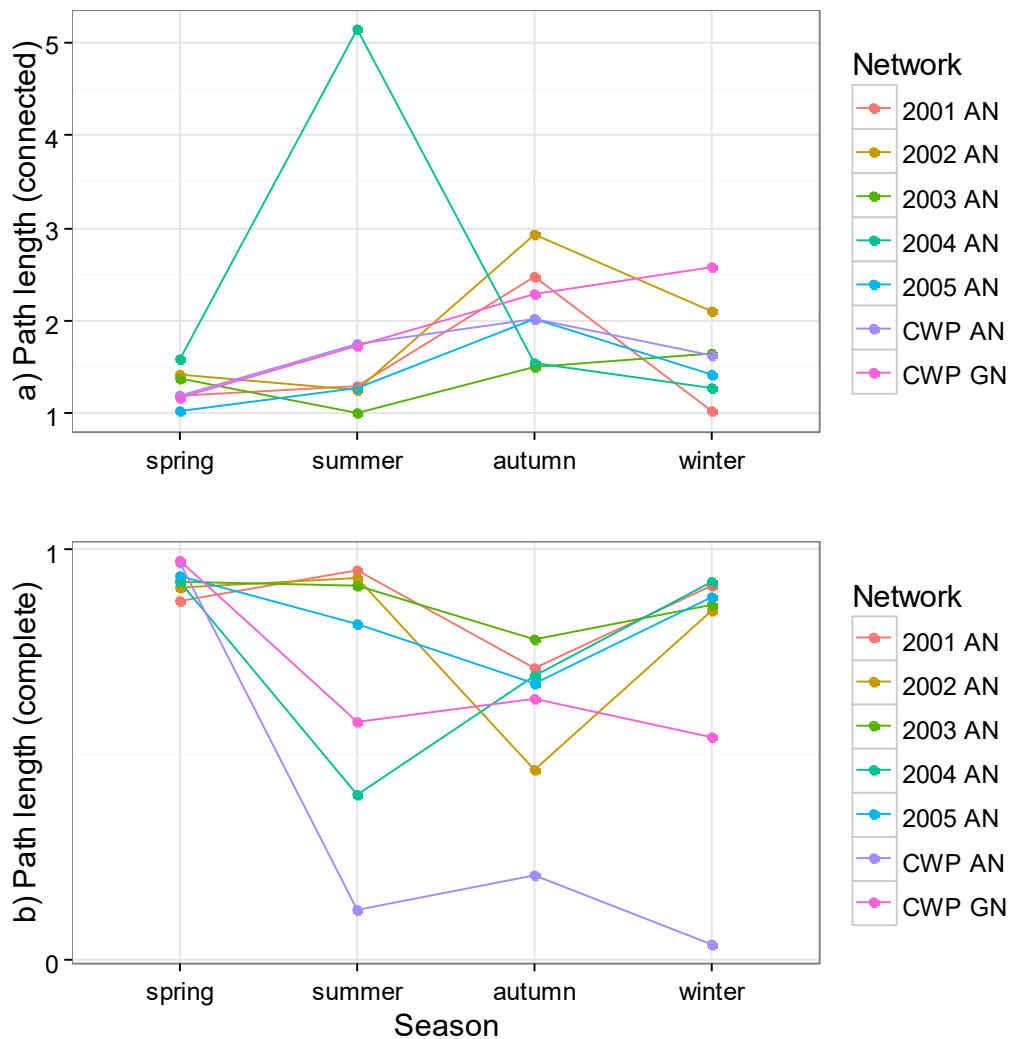 a) Path length (connected)
5
4
3
2
1
spring summer autumn winter
Network
2001 AN
2002 AN
2003 AN
2004 AN
2005 AN
CWP AN
CWP GN
b) Path length (complete)
1
0
spring summer autumn winter
Season
Network
2001 AN
2002 AN
2003 AN
2004 AN
2005 AN
CWP AN
CWP GN